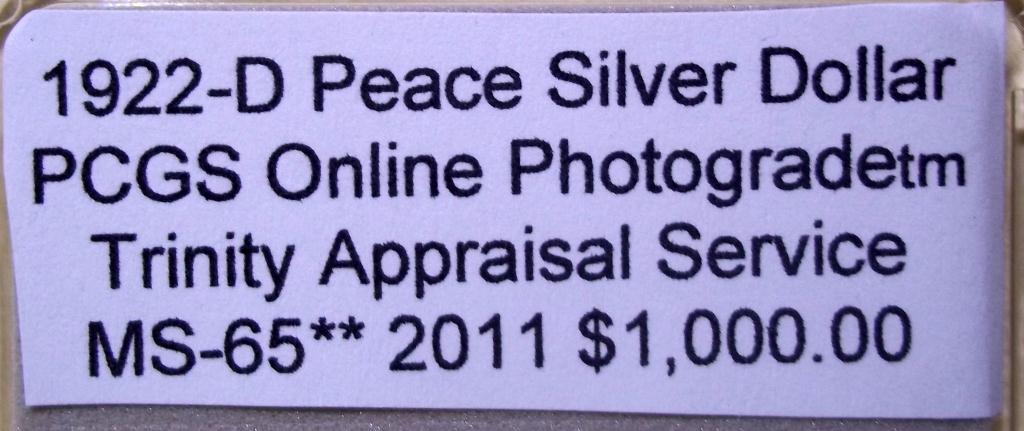 1922-D Peace Silver Dollar
PCGS Online Photogradetm
Trinity Appraisal Service
MS-65** 2011 $1,000.00